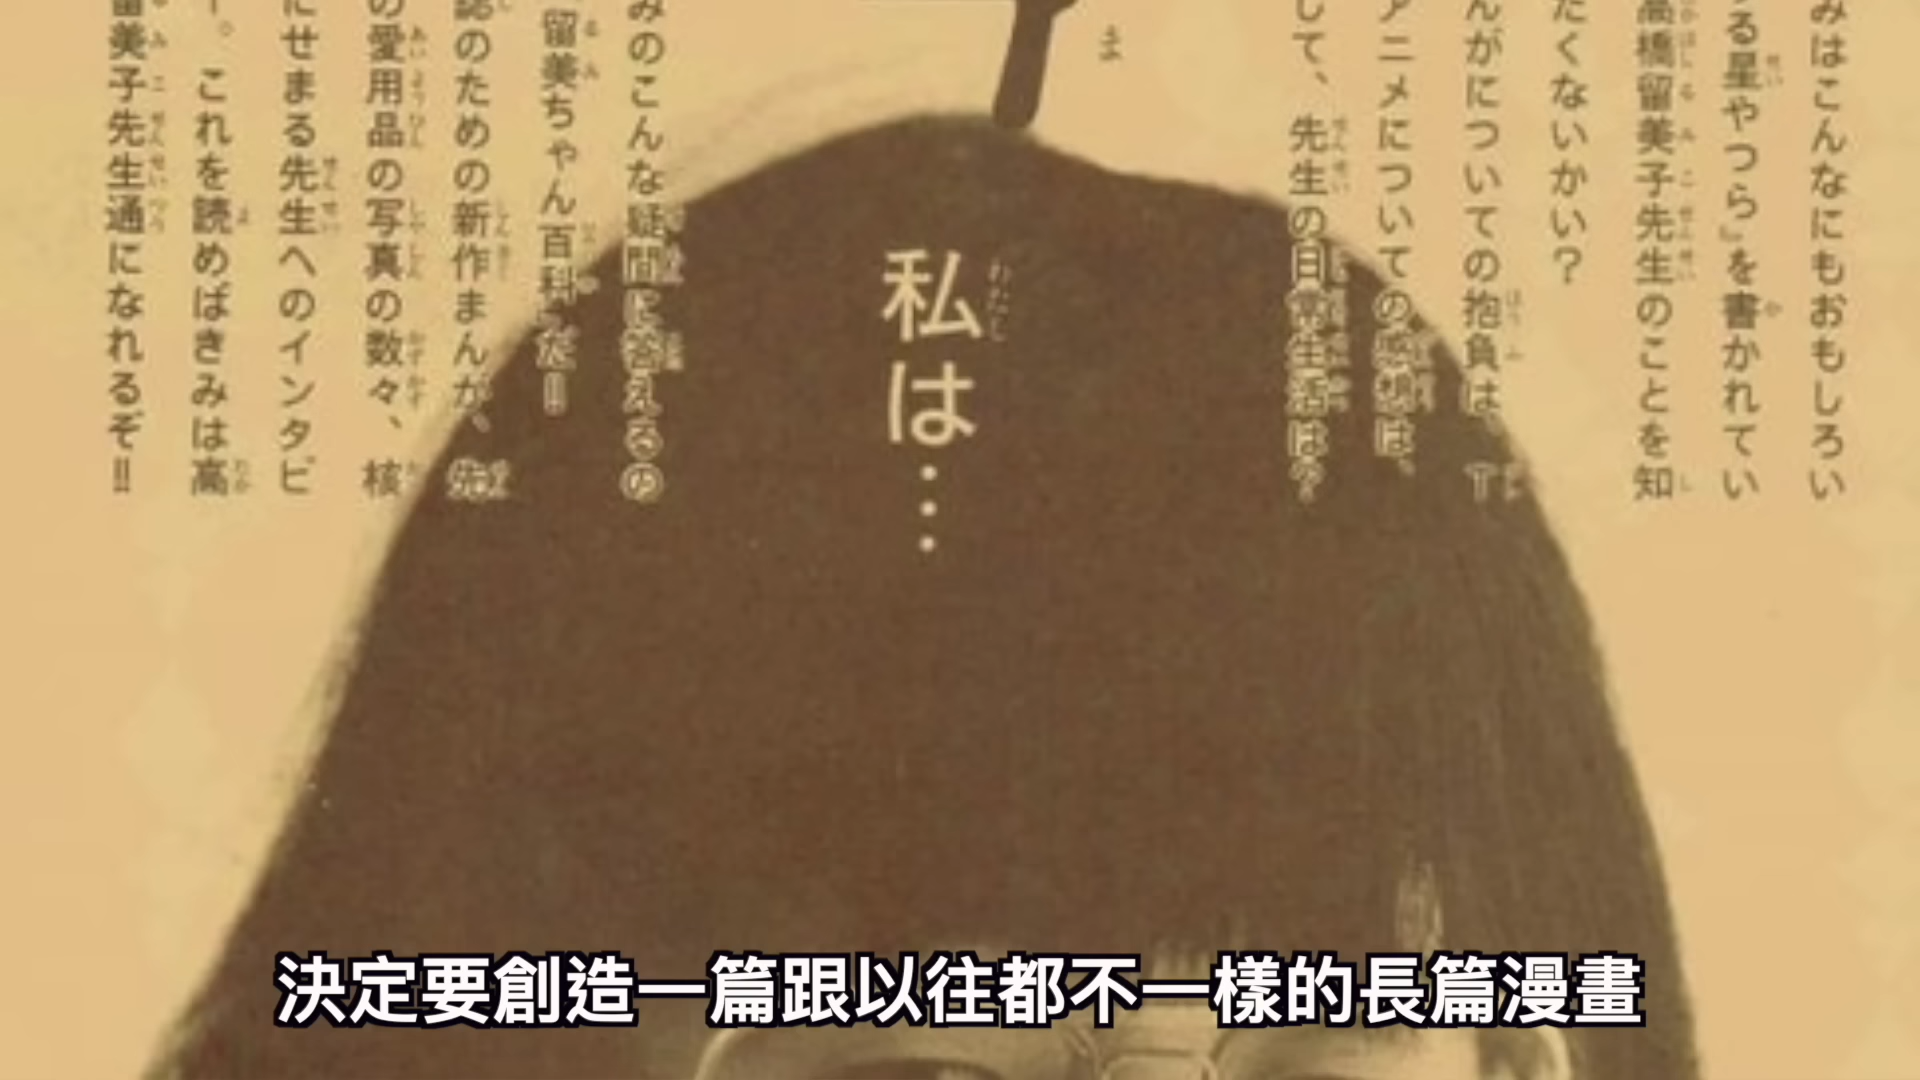 みはこんなにもおもしろい
る星やつら』を書かれてい
高橋留美子先生のことを知
たくないかい？
んがについての抱負は、T
アニメについての感想は、
して、先生の日常生活は？
ま
私は…
みのこんな疑問に答えるの
留美ちゃん百科だ!!
誌のための新作まんが、先
の愛用品の写真の数々、核
にせまる先生へのインタビ
ー。これを読めばきみは高
留美子先生通になれるぞ!!
決定要創造一篇跟以往都不一樣的長篇漫畫